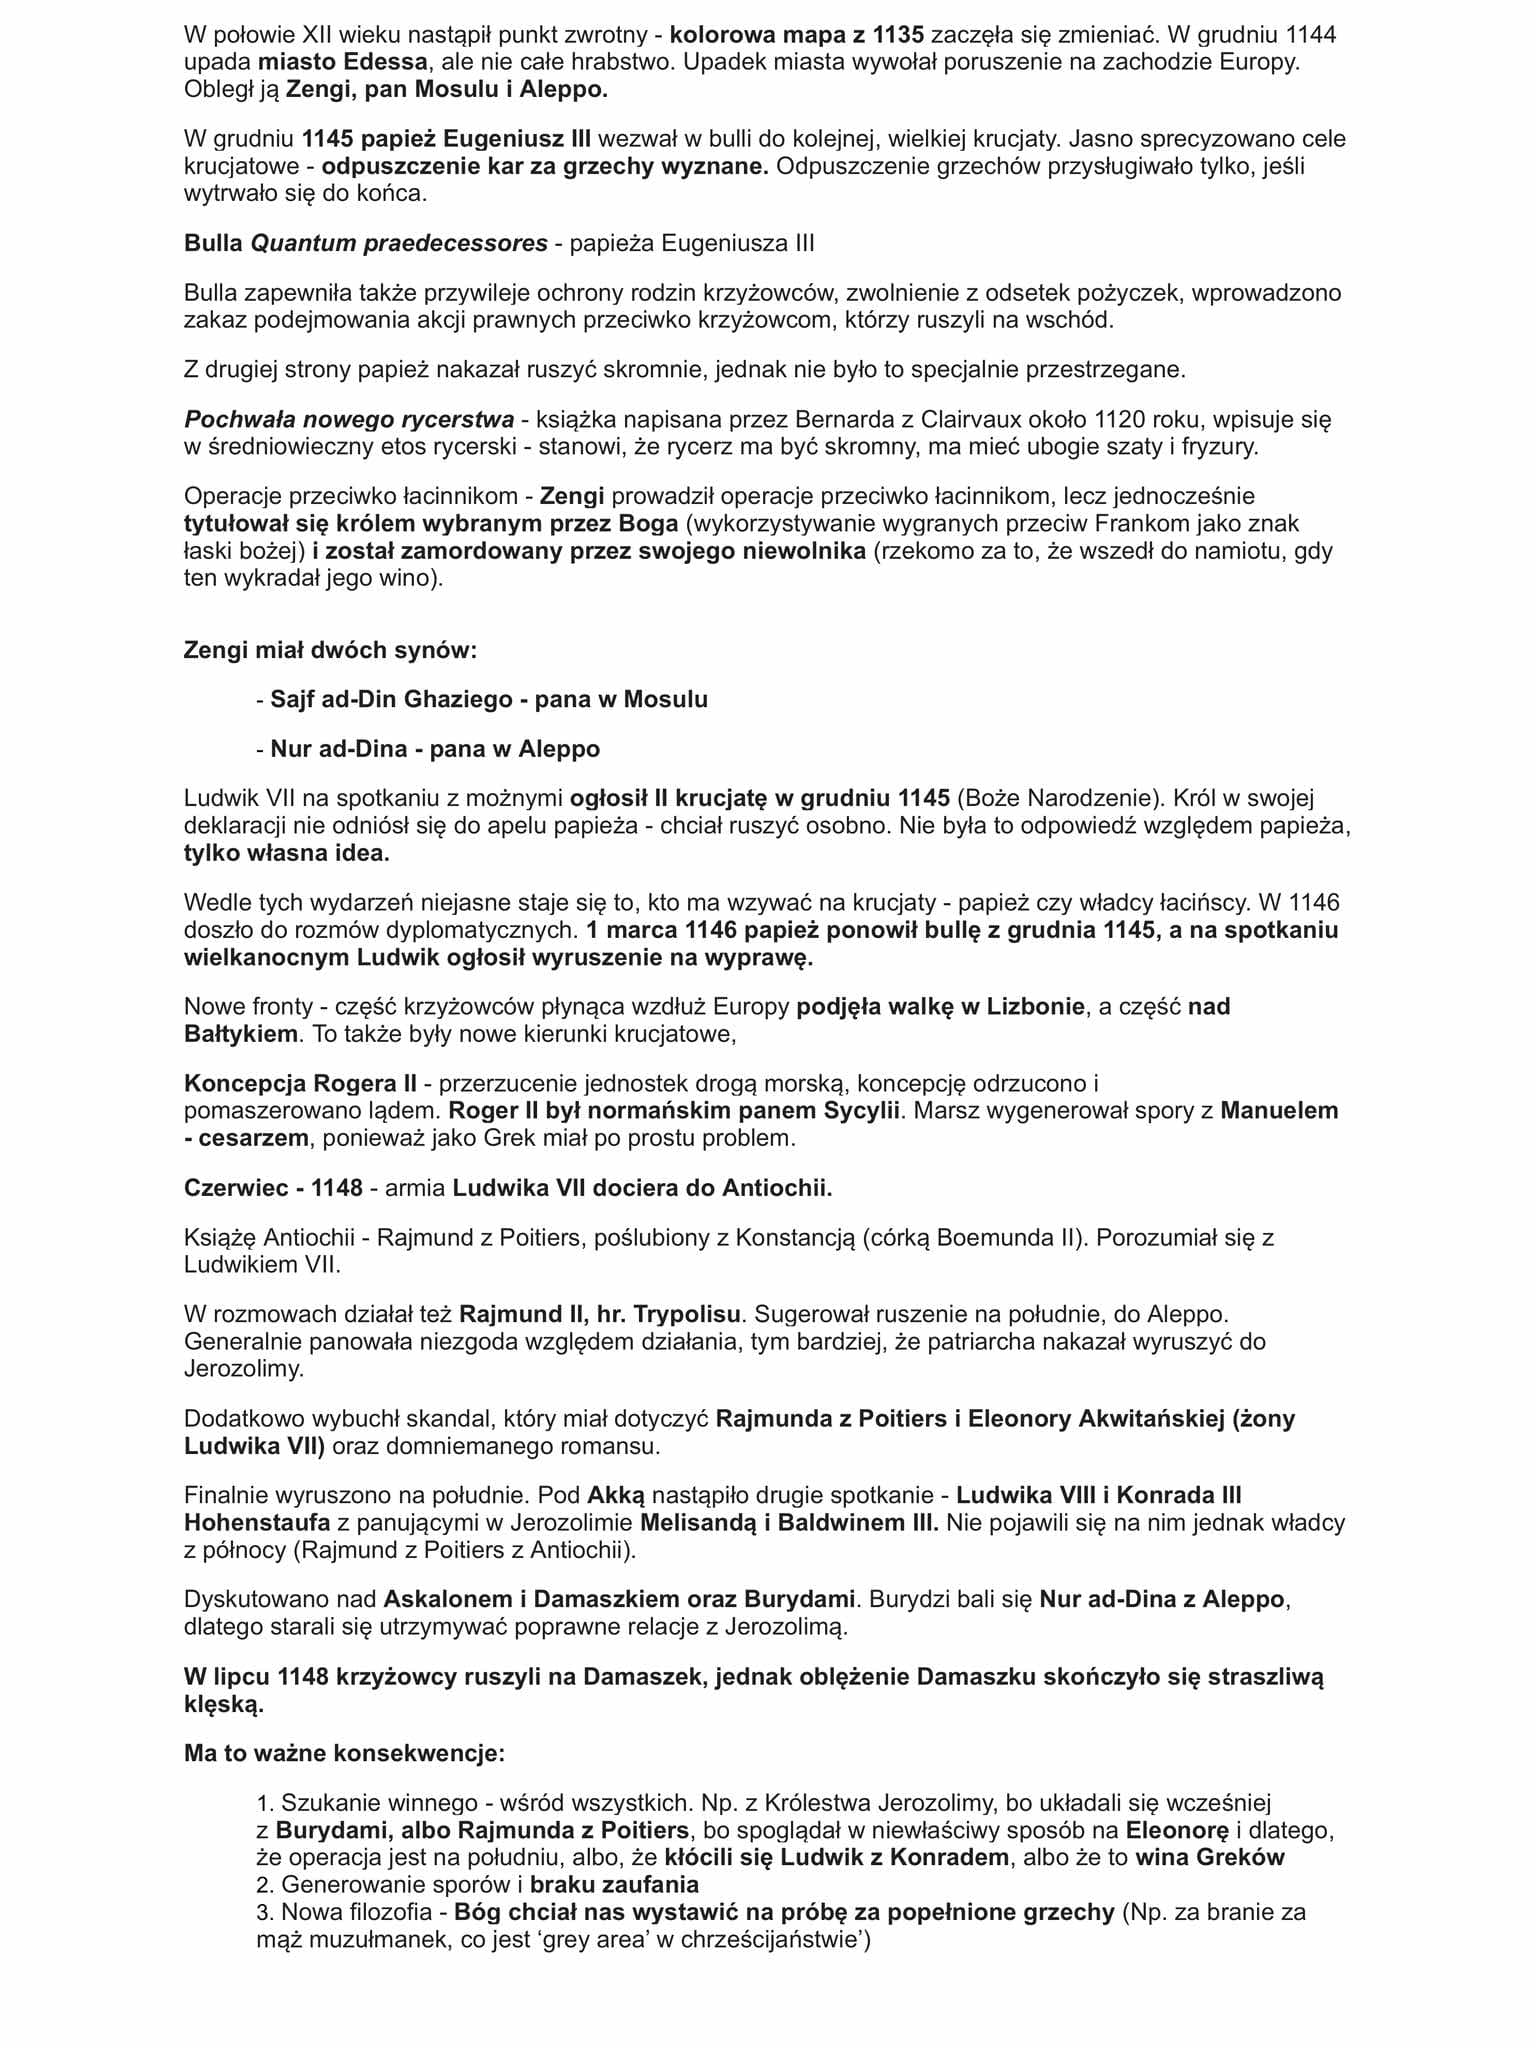 W połowie XII wieku nastąpił punkt zwrotny - kolorowa mapa z 1135 zaczęła się zmieniać. W grudniu 1144
upada miasto Edessa, ale nie całe hrabstwo. Upadek miasta wywołał poruszenie na zachodzie Europy.
Obległ ją Zengi, pan Mosulu i Aleppo.
W grudniu 1145 papież Eugeniusz III wezwał w bulli do kolejnej, wielkiej krucjaty. Jasno sprecyzowano cele
krucjatowe - odpuszczenie kar za grzechy wyznane. Odpuszczenie grzechów przysługiwało tylko, jeśli
wytrwało się do końca.
Bulla Quantum praedecessores - papieża Eugeniusza III
Bulla zapewniła także przywileje ochrony rodzin krzyżowców, zwolnienie z odsetek pożyczek, wprowadzono
zakaz podejmowania akcji prawnych przeciwko krzyżowcom, którzy ruszyli na wschód.
Z drugiej strony papież nakazał ruszyć skromnie, jednak nie było to specjalnie przestrzegane.
Pochwała nowego rycerstwa - książka napisana przez Bernarda z Clairvaux około 1120 roku, wpisuje się
w średniowieczny etos rycerski - stanowi, że rycerz ma być skromny, ma mieć ubogie szaty i fryzury.
Operacje przeciwko łacinnikom - Zengi prowadził operacje przeciwko łacinnikom, lecz jednocześnie
tytułował się królem wybranym przez Boga (wykorzystywanie wygranych przeciw Frankom jako znak
łaski bożej) i został zamordowany przez swojego niewolnika (rzekomo za to, że wszedł do namiotu, gdy
ten wykradał jego wino).
Zengi miał dwóch synów:
- Sajf ad-Din Ghaziego - pana w Mosulu
- Nur ad-Dina - pana w Aleppo
Ludwik VII na spotkaniu z możnymi ogłosił II krucjatę w grudniu 1145 (Boże Narodzenie). Król w swojej
deklaracji nie odniósł się do apelu papieża - chciał ruszyć osobno. Nie była to odpowiedź względem papieża,
tylko własna idea.
Wedle tych wydarzeń niejasne staje się to, kto ma wzywać na krucjaty - papież czy władcy łacińscy. W 1146
doszło do rozmów dyplomatycznych. 1 marca 1146 papież ponowił bullę z grudnia 1145, a na spotkaniu
wielkanocnym Ludwik ogłosił wyruszenie na wyprawę.
Nowe fronty - część krzyżowców płynąca wzdłuż Europy podjęła walkę w Lizbonie, a część nad
Bałtykiem. To także były nowe kierunki krucjatowe,
Koncepcja Rogera II - przerzucenie jednostek drogą morską, koncepcję odrzucono i
pomaszerowano lądem. Roger II był normańskim panem Sycylii. Marsz wygenerował spory z Manuelem
- cesarzem, ponieważ jako Grek miał po prostu problem.
Czerwiec - 1148 - armia Ludwika VII dociera do Antiochii.
Książę Antiochii - Rajmund z Poitiers, poślubiony z Konstancją (córką Boemunda II). Porozumiał się z
Ludwikiem VII.
W rozmowach działał też Rajmund II, hr. Trypolisu. Sugerował ruszenie na południe, do Aleppo.
Generalnie panowała niezgoda względem działania, tym bardziej, że patriarcha nakazał wyruszyć do
Jerozolimy.
Dodatkowo wybuchł skandal, który miał dotyczyć Rajmunda z Poitiers i Eleonory Akwitańskiej (żony
Ludwika VII) oraz domniemanego romansu.
Finalnie wyruszono na południe. Pod Akką nastąpiło drugie spotkanie - Ludwika VIII i Konrada III
Hohenstaufa z panującymi w Jerozolimie Melisandą i Baldwinem III. Nie pojawili się na nim jednak władcy
z północy (Rajmund z Poitiers z Antiochii).
Dyskutowano nad Askalonem i Damaszkiem oraz Burydami. Burydzi bali się Nur ad-Dina z Aleppo,
dlatego starali się utrzymywać poprawne relacje z Jerozolimą.
W lipcu 1148 krzyżowcy ruszyli na Damaszek, jednak oblężenie Damaszku skończyło się straszliwą
klęską.
Ma to ważne konsekwencje:
1. Szukanie winnego - wśród wszystkich. Np. z Królestwa Jerozolimy, bo układali się wcześniej
z Burydami, albo Rajmunda z Poitiers, bo spoglądał w niewłaściwy sposób na Eleonorę i dlatego,
że operacja jest na południu, albo, że kłócili się Ludwik z Konradem, albo że to wina Greków
2. Generowanie sporów i braku zaufania
3. Nowa filozofia - Bóg chciał nas wystawić na próbę za popełnione grzechy (Np. za branie za
mąż muzułmanek, co jest ‘grey area’ w chrześcijaństwie’)